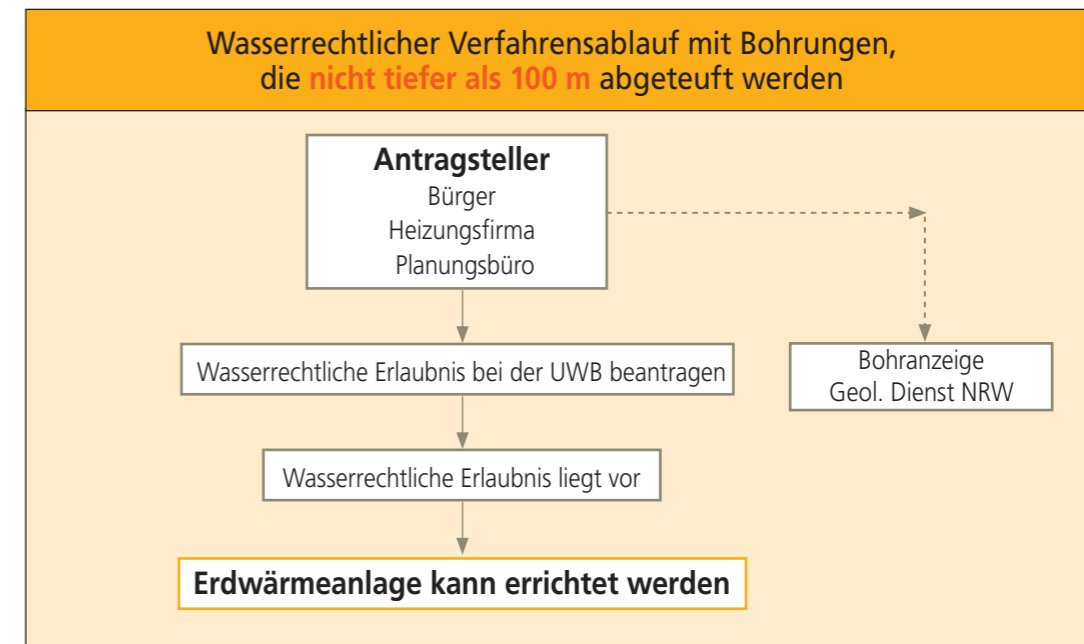 Wasserrechtlicher Verfahrensablauf mit Bohrungen,
die nicht tiefer als 100 m abgeteuft werden
Antragsteller
Bürger
Heizungsfirma
Planungsbüro
Wasserrechtliche Erlaubnis bei der UWB beantragen
Bohranzeige
Geol. Dienst NRW
Wasserrechtliche Erlaubnis liegt vor
Erdwärmeanlage kann errichtet werden